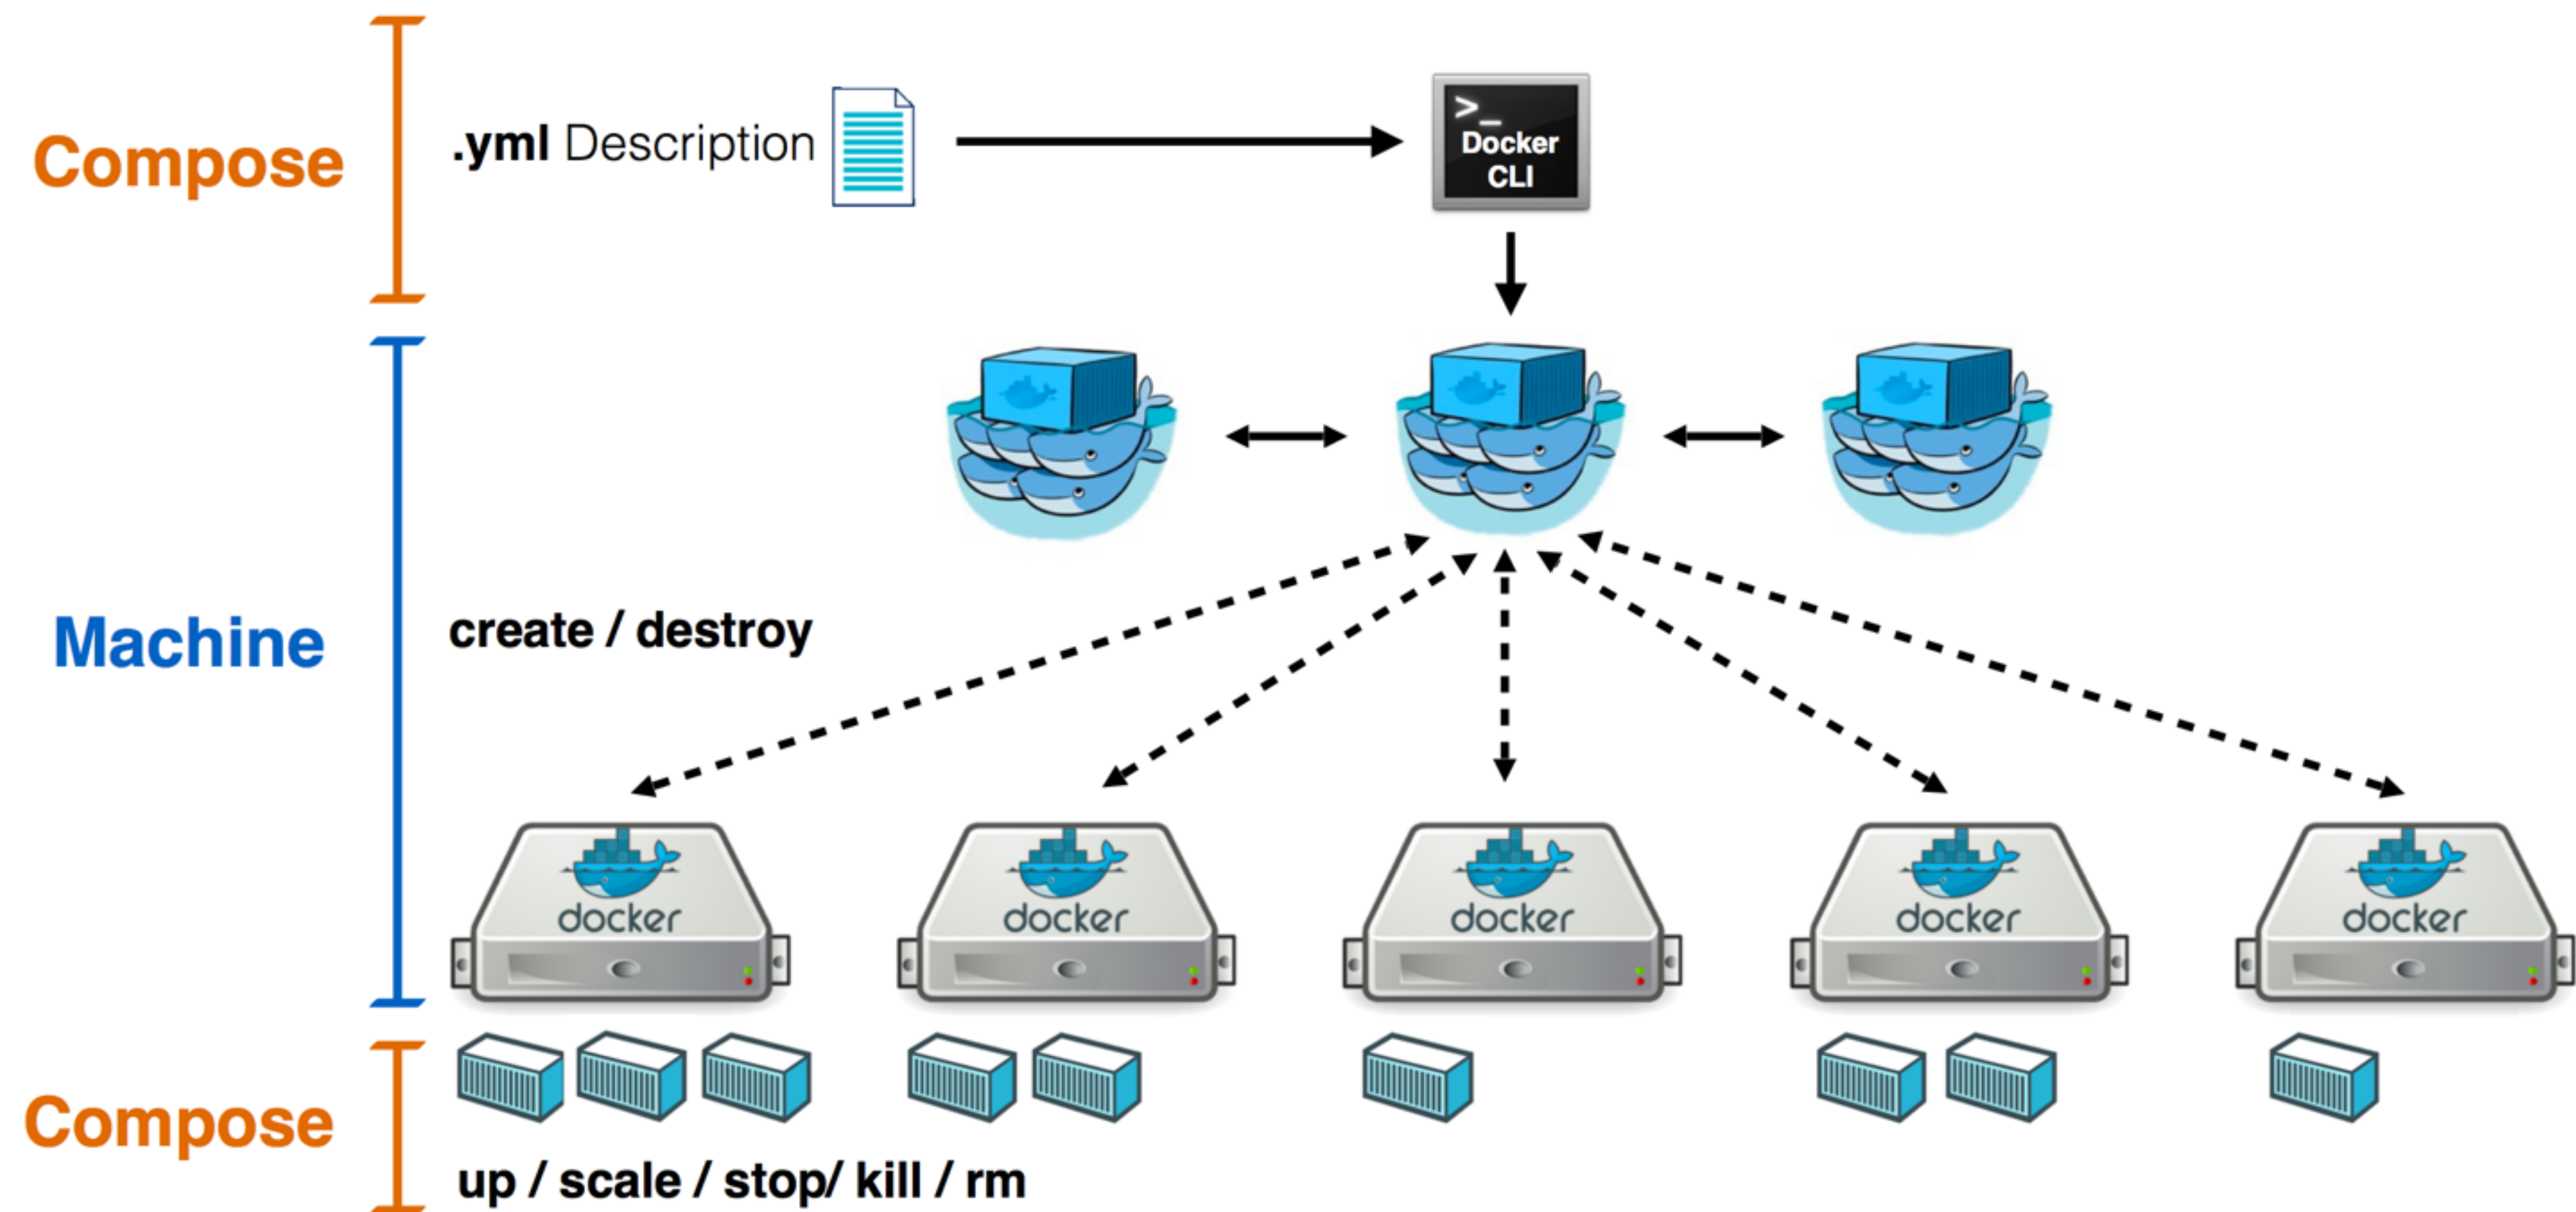 Compose
.yml Description
>_
Docker
CLI
Machine
create / destroy
docker
docker
docker
docker
docker
Compose
up / scale / stop/ kill / rm